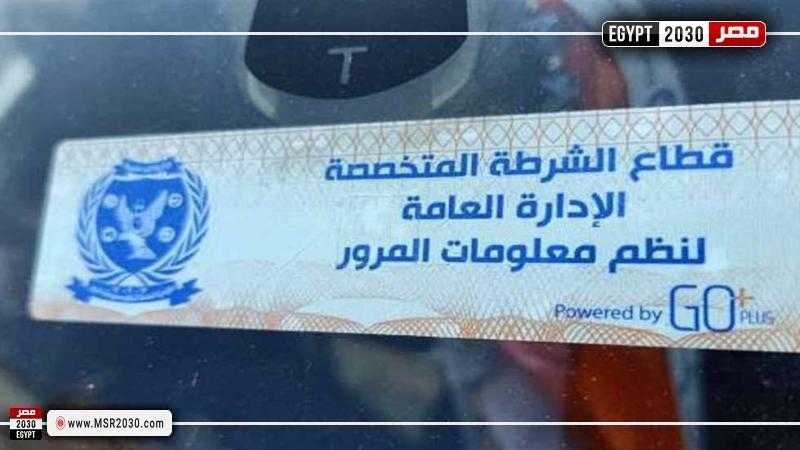 EGYPT 2030 مصر
T
قطاع الشرطة المتخصصة
الإدارة العامة
لنظم معلومات المرور
Powered by GO+ PLUS
مصر
2030
EGYPT
www.MSR2030.com